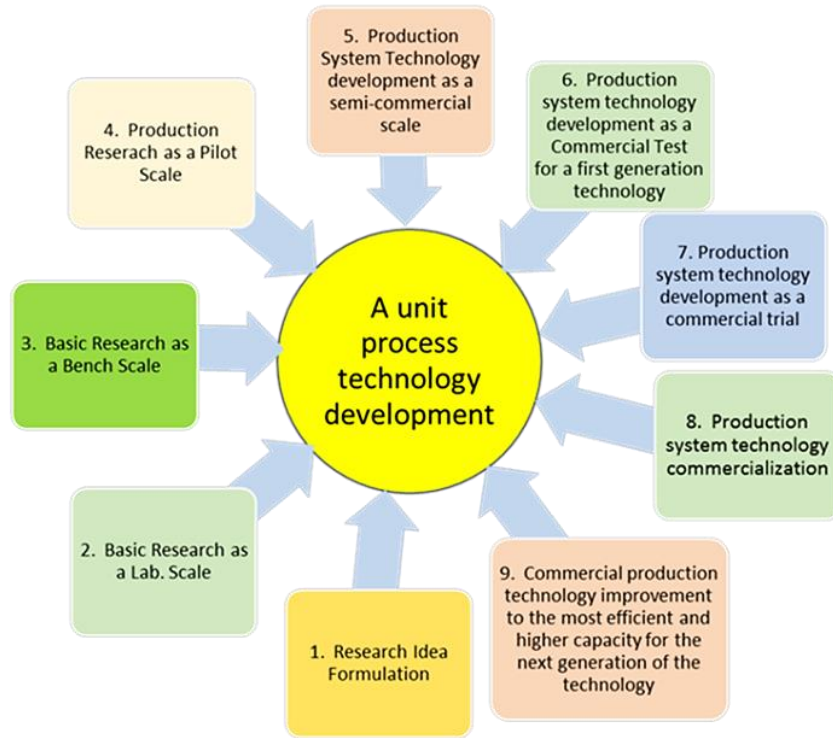 5. Production
System Technology
development as a
semi-commercial
scale
6. Production
system technology
development as a
Commercial Test
for a first generation
technology
4. Production
Reserach as a Pilot
Scale
7. Production
system technology
development as a
commercial trial
A unit
process
technology
development
3. Basic Research as
a Bench Scale
8. Production
system technology
commercialization
2. Basic Research as
a Lab. Scale
9. Commercial production
technology improvement
to the most efficient and
higher capacity for the
next generation of the
technology
1. Research Idea
Formulation